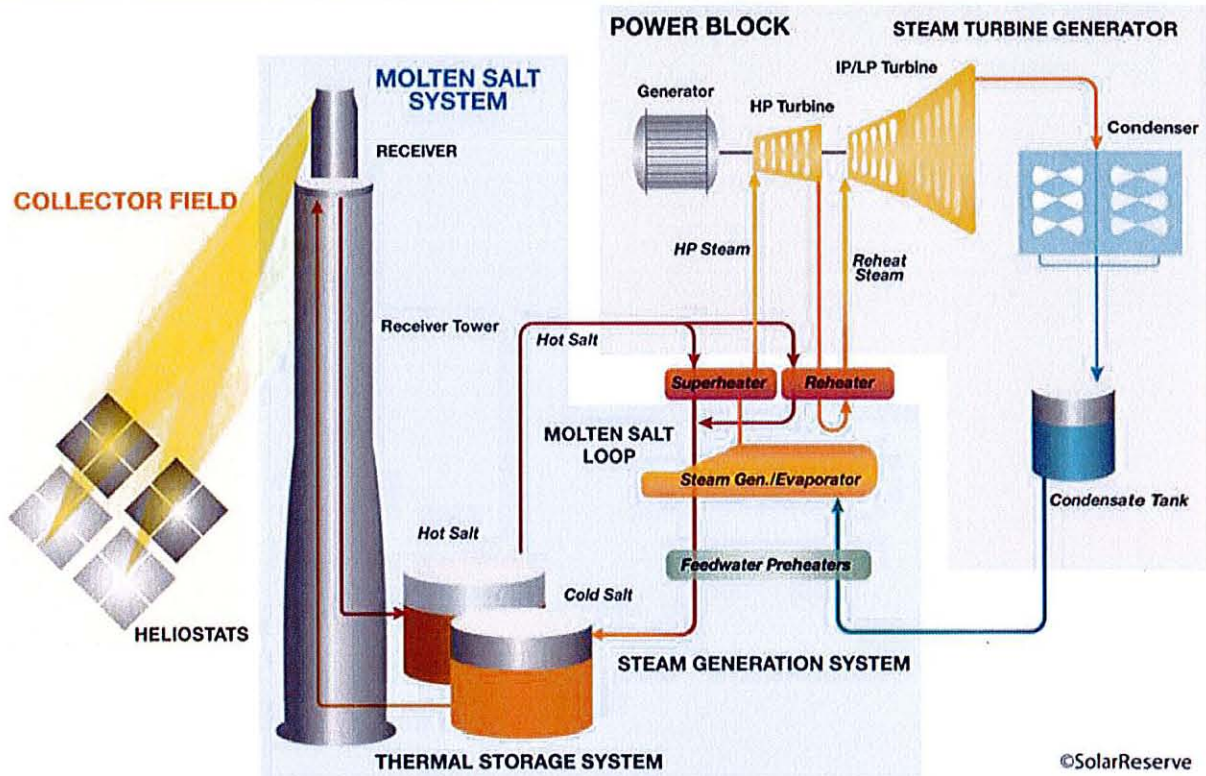 POWER BLOCK
STEAM TURBINE GENERATOR
IP/LP Turbine
Generator
HP Turbine
Condenser
MOLTEN SALT
SYSTEM
RECEIVER
COLLECTOR FIELD
HP Steam
Reheat
Steam
Receiver Tower
Hot Salt
Superheater
Reheater
MOLTEN SALT
LOOP
Steam Gen./Evaporator
Condensate Tank
Hot Salt
Feedwater Preheaters
Cold Salt
HELIOSTATS
STEAM GENERATION SYSTEM
THERMAL STORAGE SYSTEM
©SolarReserve